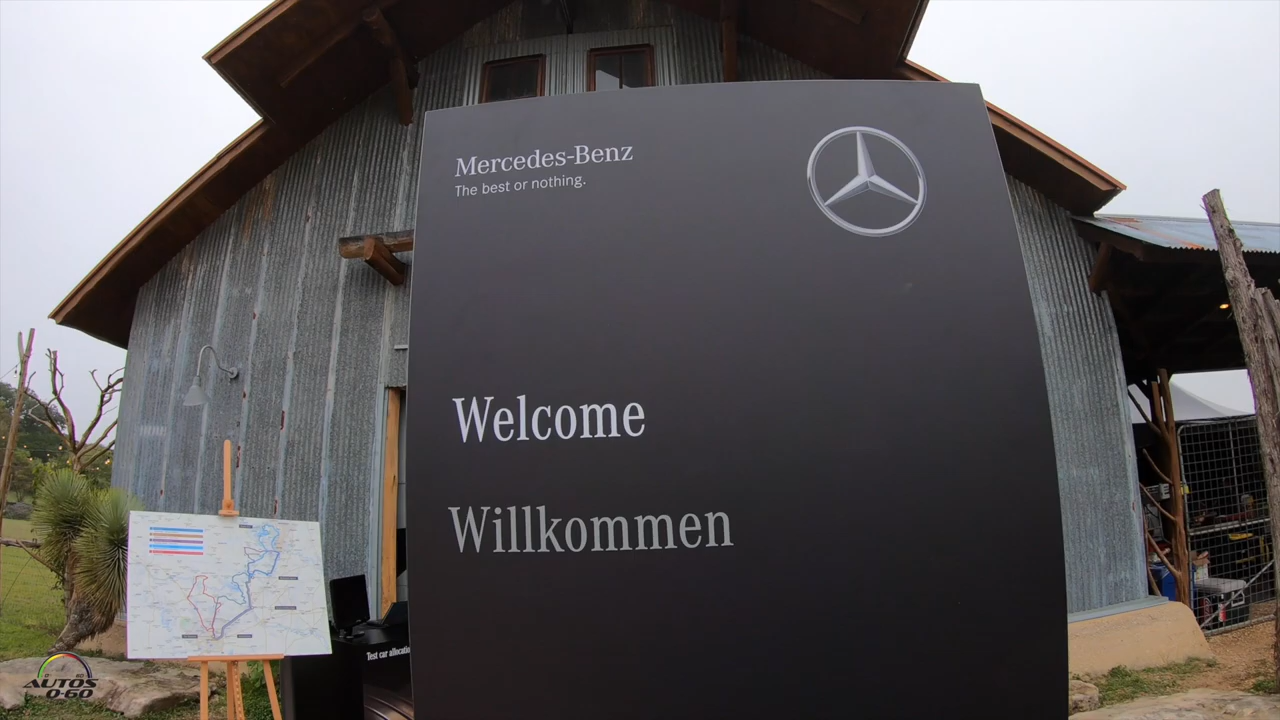 Mercedes-Benz
The best or nothing.
Welcome
Willkommen
Test car allocation
AUTOS
0-60